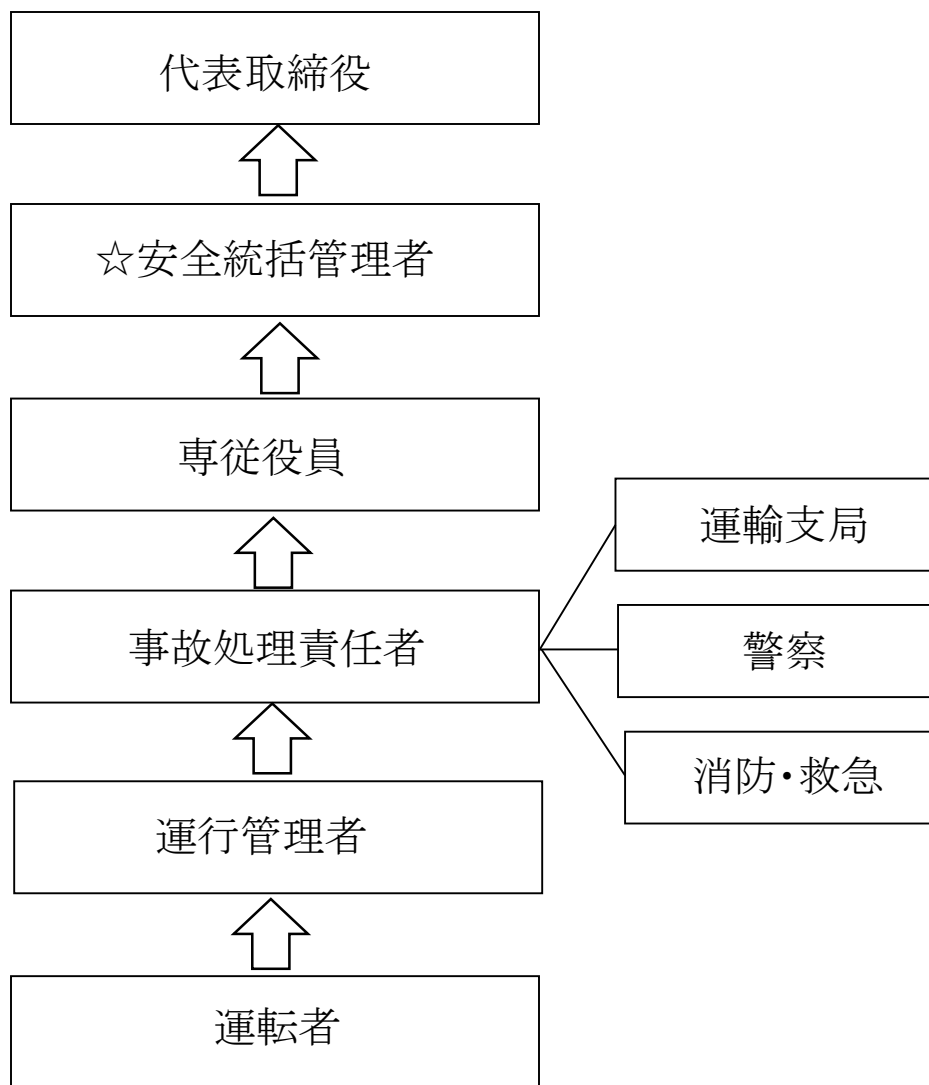 代表取締役
☆安全統括管理者
専従役員
運輸支局
事故処理責任者
警察
消防・救急
運行管理者
運転者